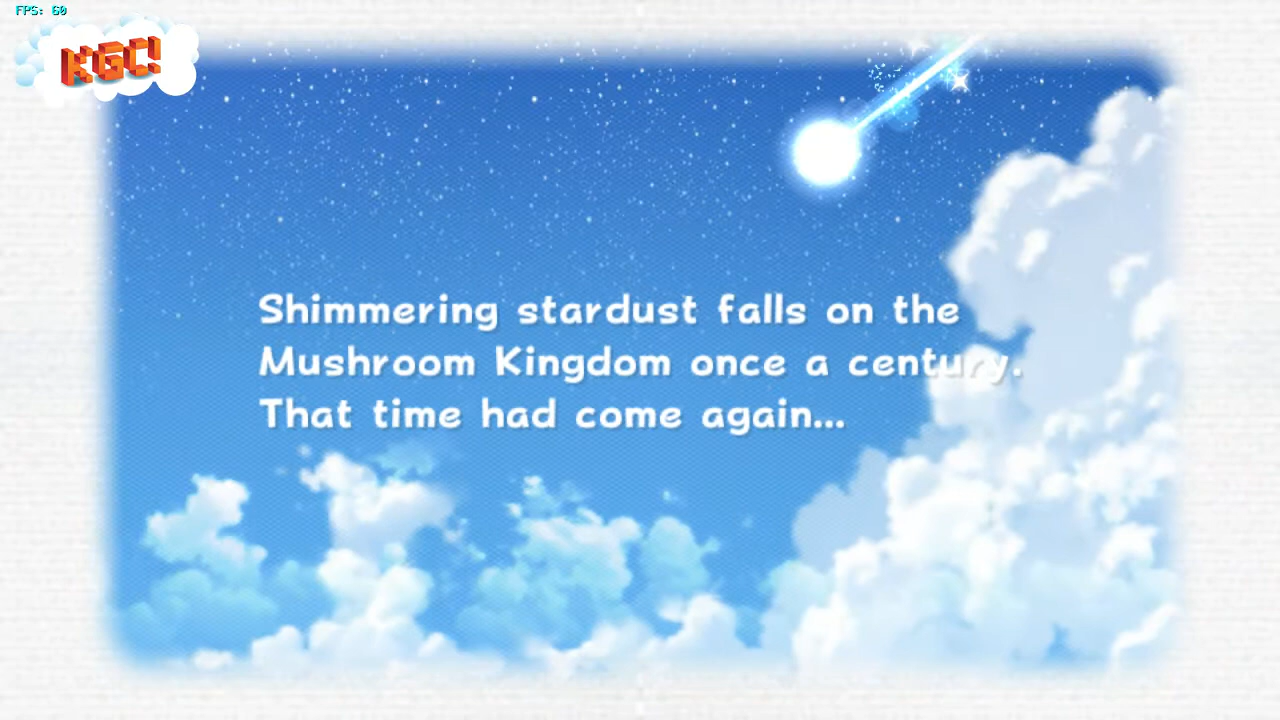 FPS: 60
KGC!
Shimmering stardust falls on the
Mushroom Kingdom once a century.
That time had come again...